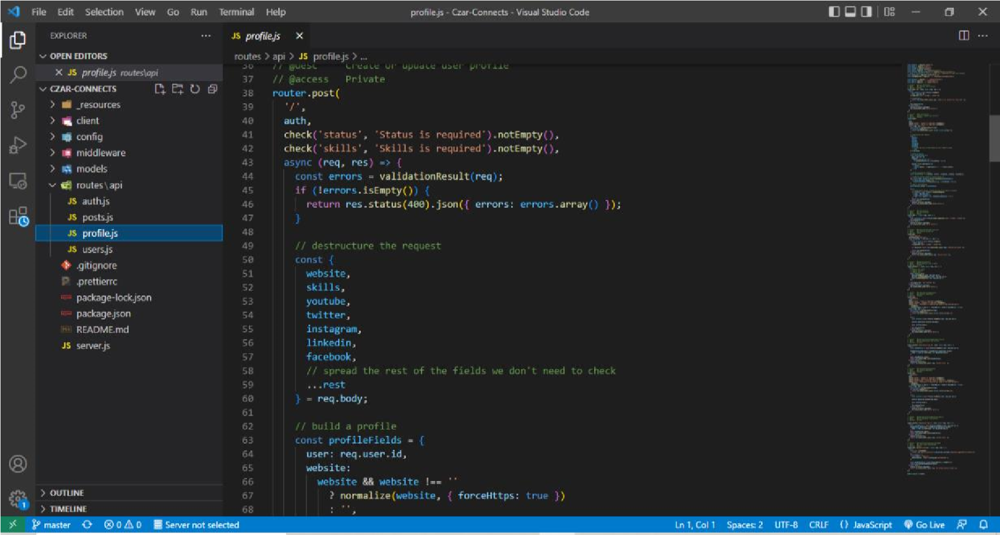 File Edit Selection View Go Run Terminal Help profile.js - Czar-Connects - Visual Studio Code
EXPLORER
JS profile.js
OPEN EDITORS
JS profile.js routes\api
routes > api > JS profile.js > ...
CZAR-CONNECTS
_resources
client
config
middleware
models
routes\api
JS auth.js
JS posts.js
JS profile.js
JS users.js
.gitignore
.prettierrc
package-lock.json
package.json
README.md
JS server.js
OUTLINE
TIMELINE
36 // @desc Create or update user profile
37 // @access Private
38 router.post(
39 '/',
40 auth,
41 check('status', 'Status is required').notEmpty(),
42 check('skills', 'Skills is required').notEmpty(),
43 async (req, res) => {
44 const errors = validationResult(req);
45 if (!errors.isEmpty()) {
46 return res.status(400).json({ errors: errors.array() });
47 }
48
49 // destructure the request
50 const {
51 website,
52 skills,
53 youtube,
54 twitter,
55 instagram,
56 linkedin,
57 facebook,
58 // spread the rest of the fields we don't need to check
59 ...rest
60 } = req.body;
61
62 // build a profile
63 const profileFields = {
64 user: req.user.id,
65 website:
66 website && website !== ''
67 ? normalize(website, { forceHttps: true })
68 : '',
1
master 0 0 Server not selected Ln 1, Col 1 Spaces: 2 UTF-8 CRLF {} JavaScript Go Live